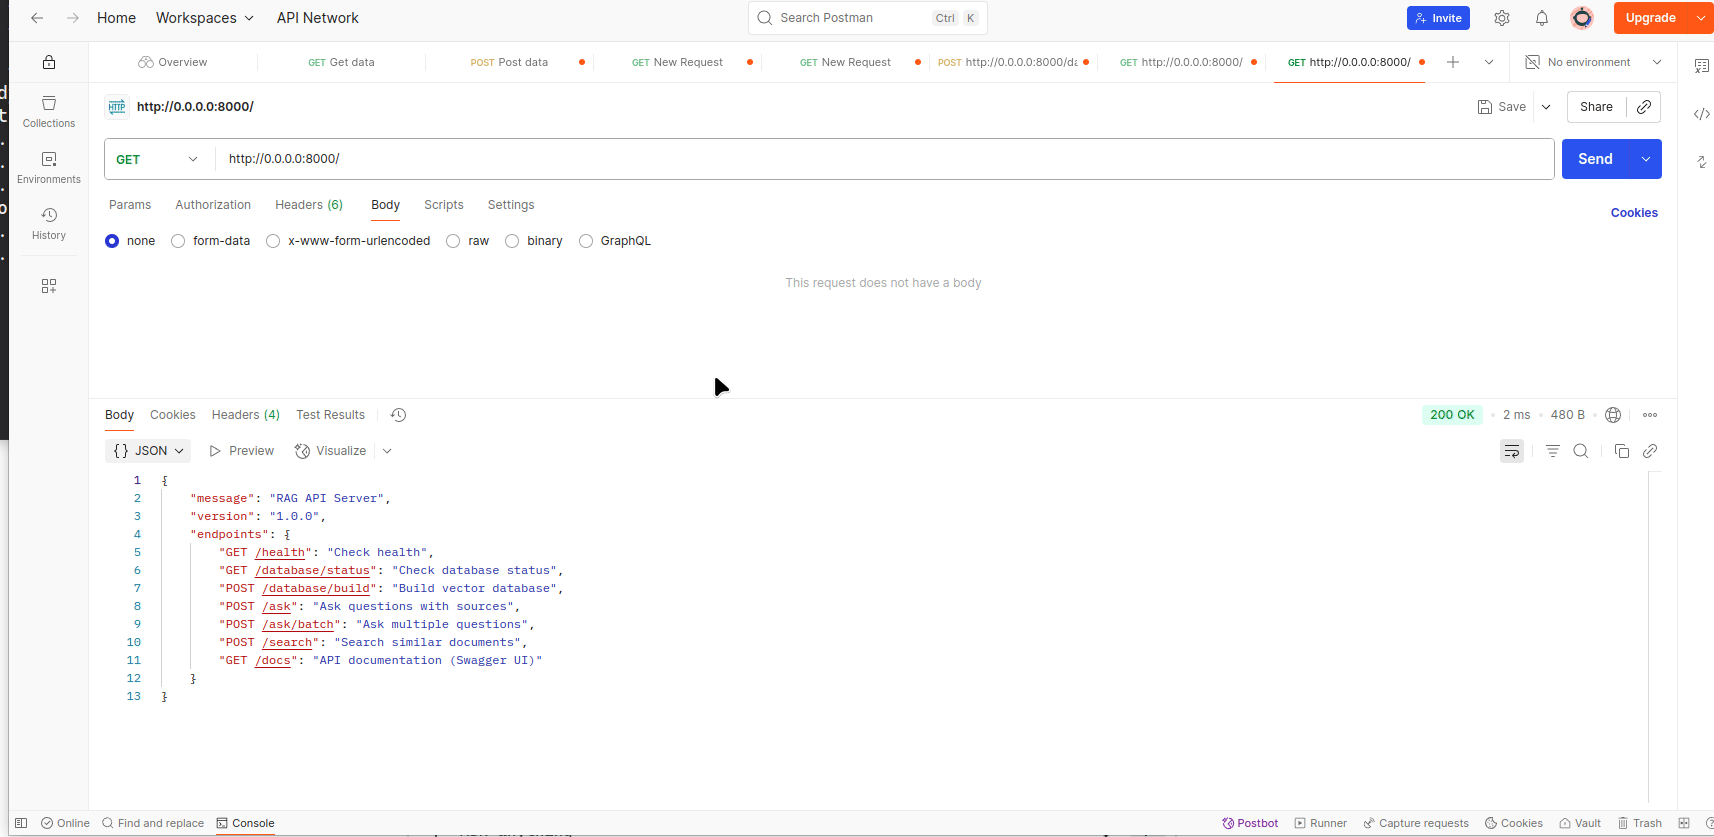 Home Workspaces API Network Search Postman Ctrl K Invite Upgrade
Overview GET Get data POST Post data GET New Request GET New Request POST http://0.0.0.0:8000/da GET http://0.0.0.0:8000/ GET http://0.0.0.0:8000/ No environment
HTTP http://0.0.0.0:8000/ Save Share
Collections
Environments
History
GET http://0.0.0.0:8000/ Send
Params Authorization Headers (6) Body Scripts Settings Cookies
none form-data x-www-form-urlencoded raw binary GraphQL
This request does not have a body
Body Cookies Headers (4) Test Results 200 OK 2 ms 480 B
{} JSON Preview Visualize
1 {
2 "message": "RAG API Server",
3 "version": "1.0.0",
4 "endpoints": {
5 "GET /health": "Check health",
6 "GET /database/status": "Check database status",
7 "POST /database/build": "Build vector database",
8 "POST /ask": "Ask questions with sources",
9 "POST /ask/batch": "Ask multiple questions",
10 "POST /search": "Search similar documents",
11 "GET /docs": "API documentation (Swagger UI)"
12 }
13 }
Online Find and replace Console Postbot Runner Capture requests Cookies Vault Trash